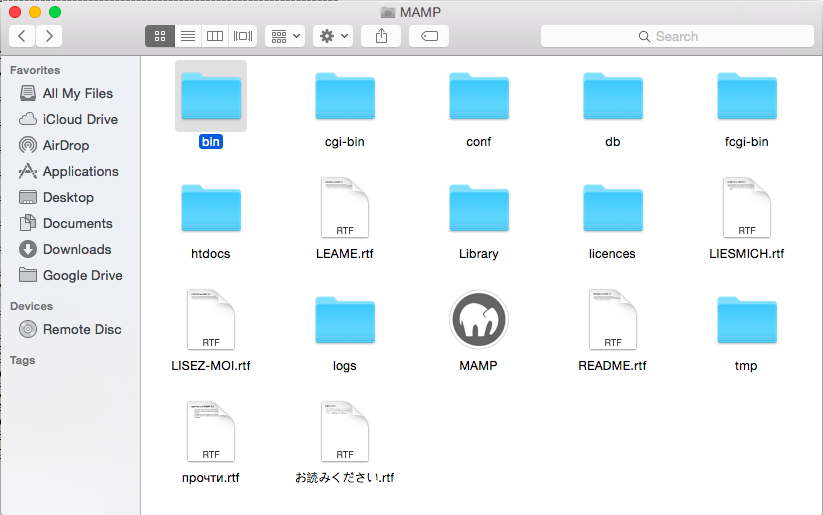 MAMP
Search
Favorites
All My Files
iCloud Drive
AirDrop
Applications
Desktop
Documents
Downloads
Google Drive
Devices
Remote Disc
Tags
bin
cgi-bin
conf
db
fcgi-bin
htdocs
RTF
LEAME.rtf
Library
licences
RTF
LIESMICH.rtf
RTF
LISEZ-MOI.rtf
logs
MAMP
RTF
README.rtf
tmp
RTF
прочти.rtf
RTF
お読みください.rtf